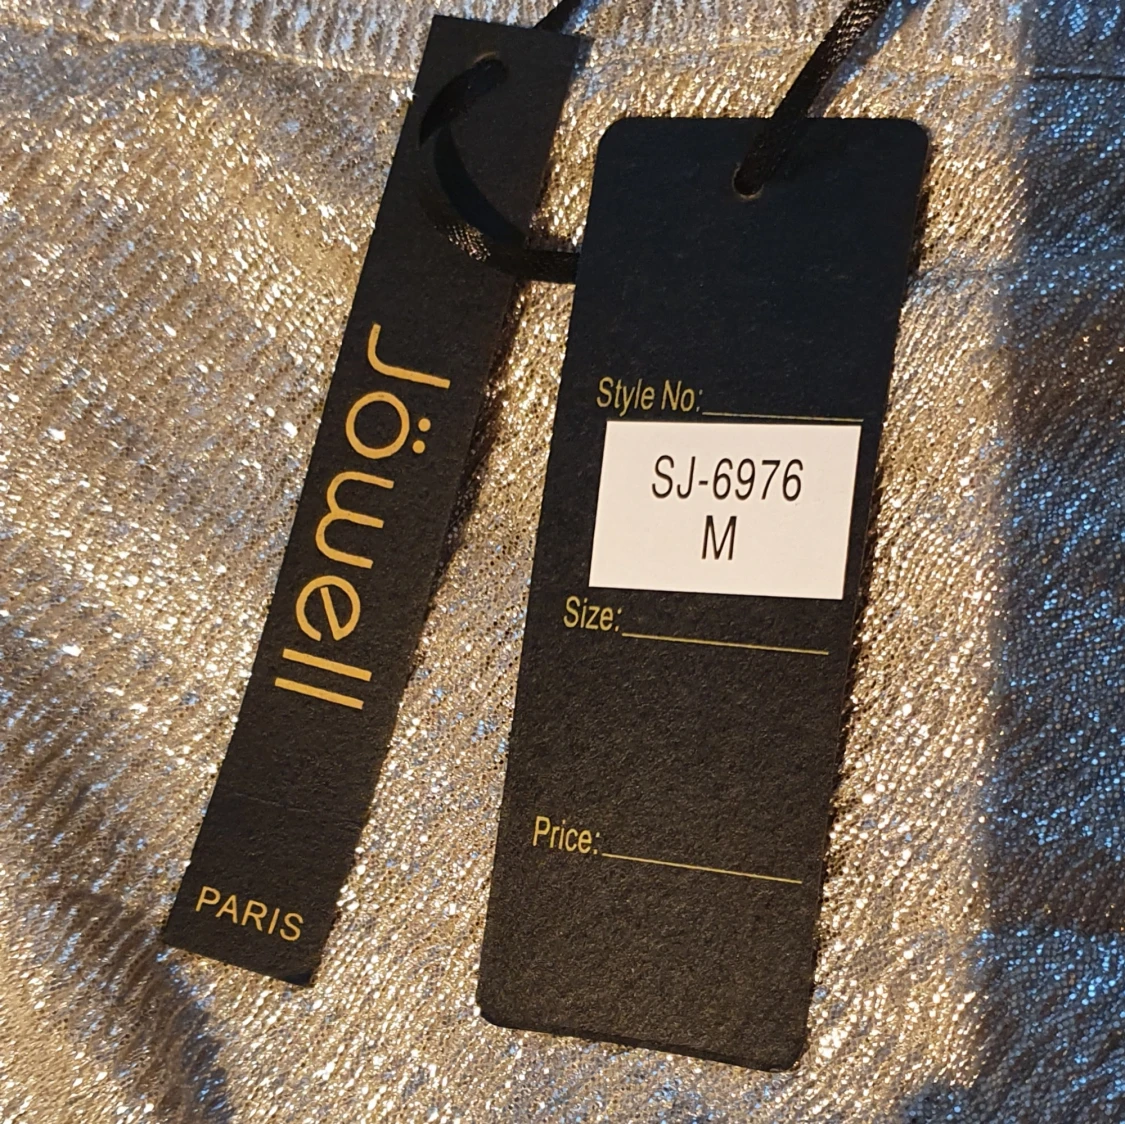 Jöwell
PARIS
Style No:
SJ-6976
M
Size:
Price: